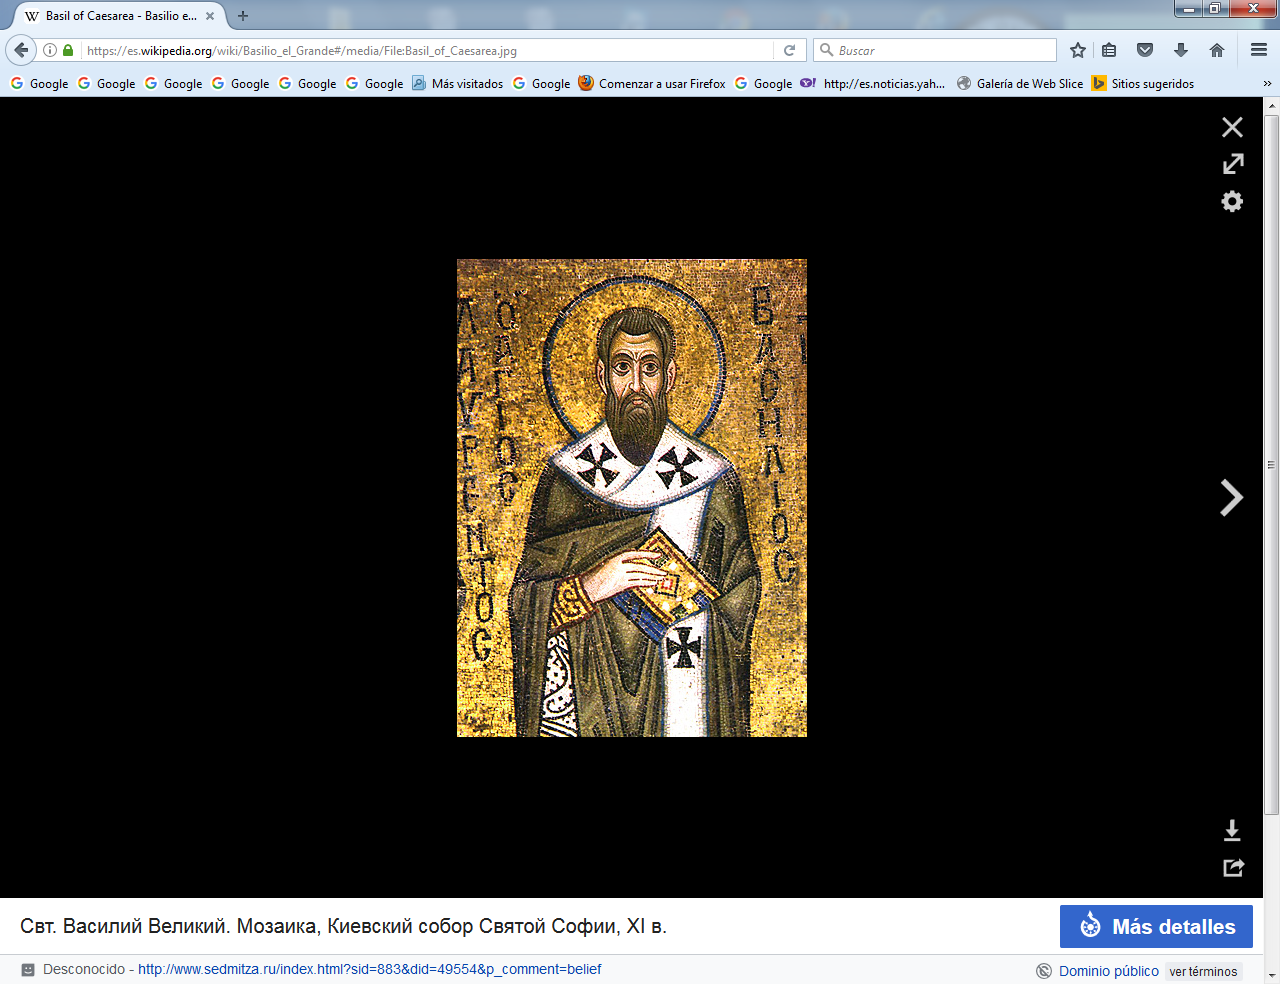 Basil of Caesarea - Basilio e...
https://es.wikipedia.org/wiki/Basilio_el_Grande#/media/File:Basil_of_Caesarea.jpg
Buscar
Google Google Google Google Google Google Más visitados Google Comenzar a usar Firefox Google http://es.noticias.yah... Galería de Web Slice Sitios sugeridos »
ΛΑΥΡΕΝΤΟC
Ο ΑΓΙΟC
ΒΑCΗΛΙΟC
Свт. Василий Великий. Мозаика, Киевский собор Святой Софии, XI в.
Más detalles
Desconocido - http://www.sedmitza.ru/index.html?sid=883&did=49554&p_comment=belief
Dominio público ver términos